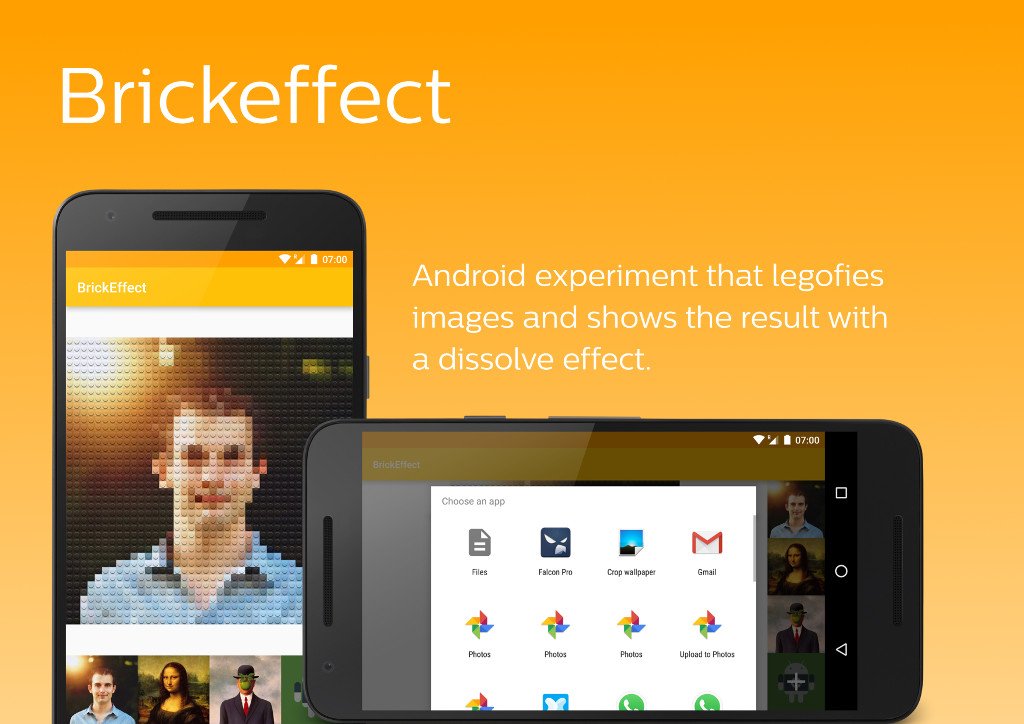 Brickeffect
07:00
BrickEffect
Android experiment that legofies
images and shows the result with
a dissolve effect.
07:00
BrickEffect
Choose an app
Files
Falcon Pro
Crop wallpaper
Gmail
Photos
Photos
Photos
Upload to Photos